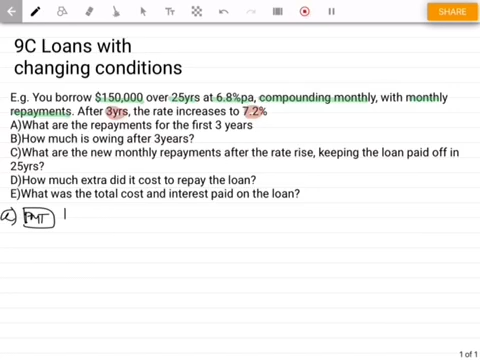 SHARE
9C Loans with
changing conditions
E.g. You borrow $150,000 over 25yrs at 6.8%pa, compounding monthly, with monthly
repayments. After 3yrs, the rate increases to 7.2%
A)What are the repayments for the first 3 years
B)How much is owing after 3years?
C)What are the new monthly repayments after the rate rise, keeping the loan paid off in
25yrs?
D)How much extra did it cost to repay the loan?
E)What was the total cost and interest paid on the loan?
a) PMT
1 of 1